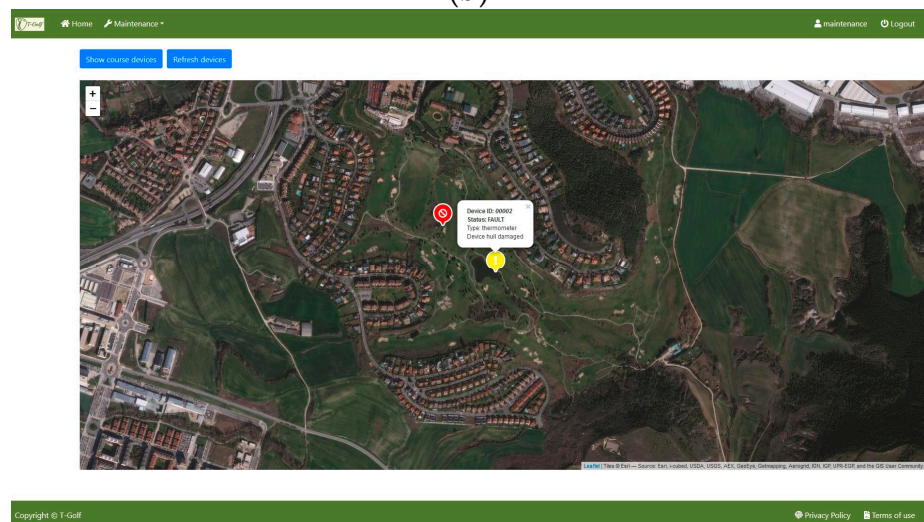 T-Golf
Home
Maintenance
maintenance
Logout
Show course devices
Refresh devices
+
−
Device ID: 00002
×
Status: FAULT
Type: thermometer
Device hull damaged
!
Leaflet | Tiles © Esri — Source: Esri, i-cubed, USDA, USGS, AEX, GeoEye, Getmapping, Aerogrid, IGN, IGP, UPR-EGP, and the GIS User Community
Copyright © T-Golf
Privacy Policy
Terms of use